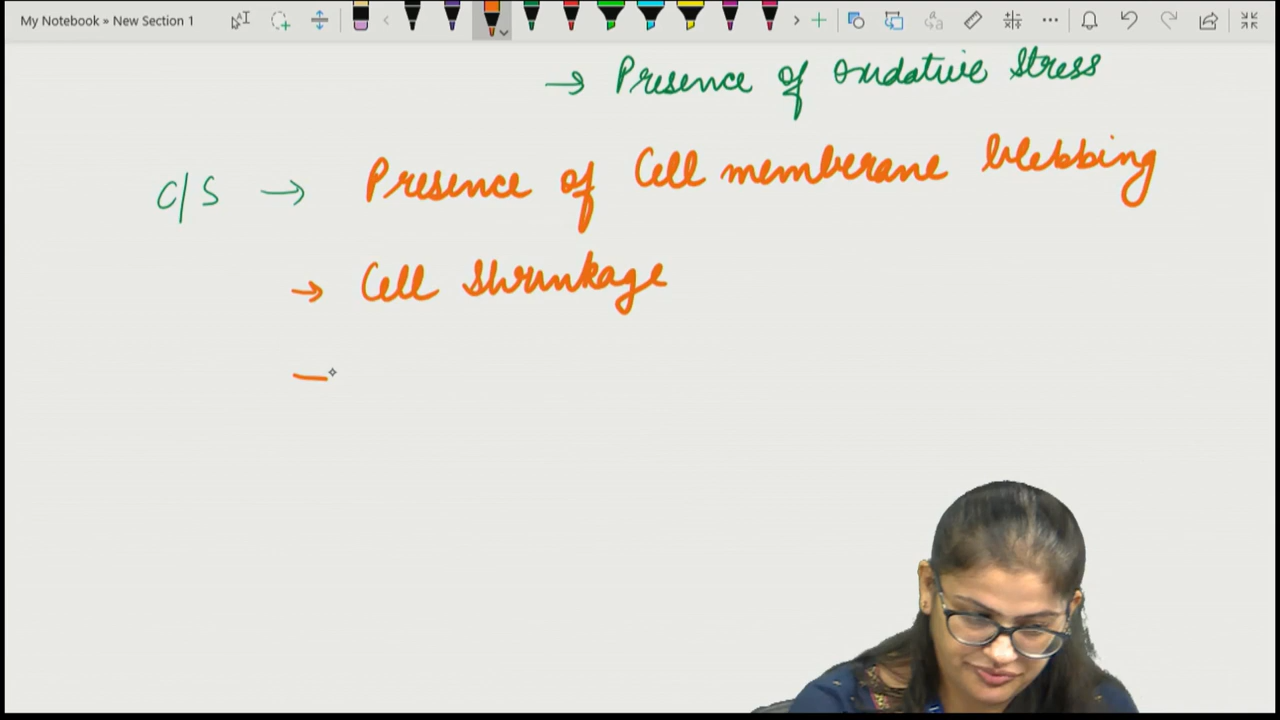 My Notebook » New Section 1
→ Presence of oxidative stress
C/S → Presence of Cell memberane blebbing
→ Cell Shrinkage